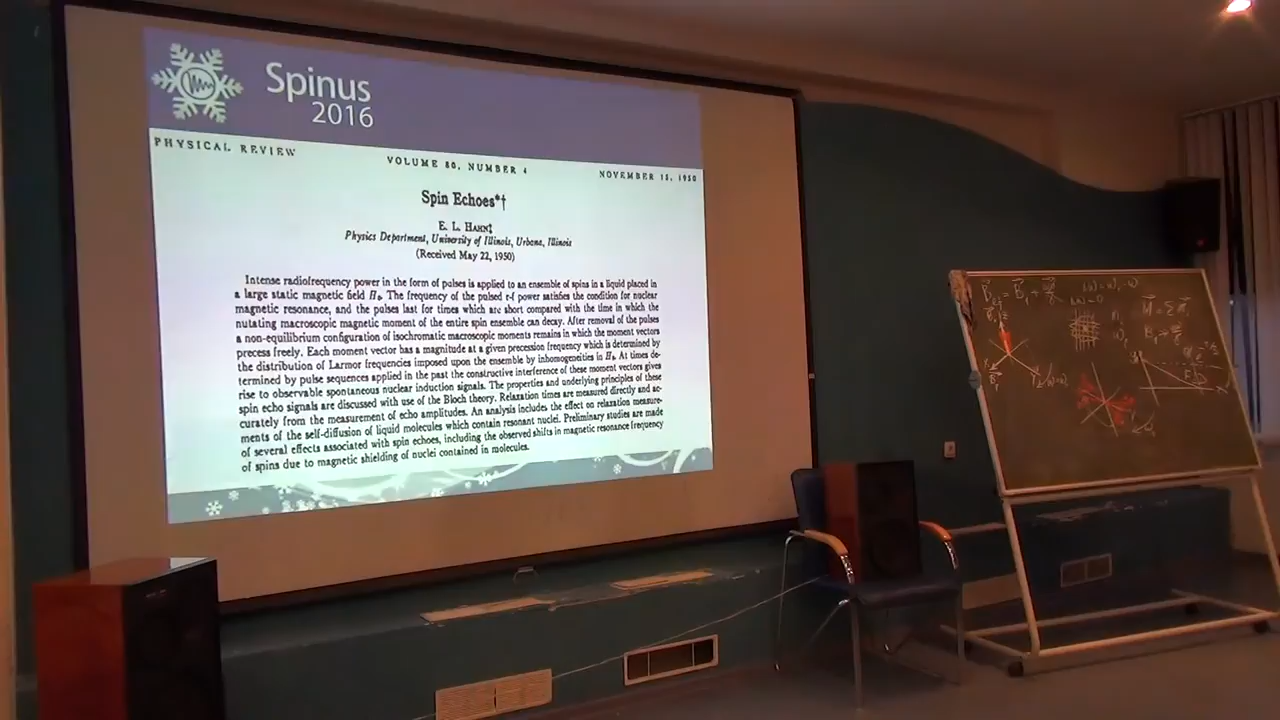 Spinus
2016
PHYSICAL REVIEW
VOLUME 80, NUMBER 4
NOVEMBER 15, 1950
Spin Echoes*†
E. L. HAHN‡
Physics Department, University of Illinois, Urbana, Illinois
(Received May 22, 1950)
Intense radiofrequency power in the form of pulses is applied to an ensemble of spins in a liquid placed in
a large static magnetic field H₀. The frequency of the pulsed r-f power satisfies the condition for nuclear
magnetic resonance, and the pulses last for times which are short compared with the time in which the
nutating macroscopic magnetic moment of the entire spin ensemble can decay. After removal of the pulses
a non-equilibrium configuration of isochromatic macroscopic moments remains in which the moment vectors
precess freely. Each moment vector has a magnitude at a given precession frequency which is determined by
the distribution of Larmor frequencies imposed upon the ensemble by inhomogeneities in H₀. At times de-
termined by pulse sequences applied in the past the constructive interference of these moment vectors gives
rise to observable spontaneous nuclear induction signals. The properties and underlying principles of these
spin echo signals are discussed with use of the Bloch theory. Relaxation times are measured directly and ac-
curately from the measurement of echo amplitudes. An analysis includes the effect on relaxation measure-
ments of the self-diffusion of liquid molecules which contain resonant nuclei. Preliminary studies are made
of several effects associated with spin echoes, including the observed shifts in magnetic resonance frequency
of spins due to magnetic shielding of nuclei contained in molecules.